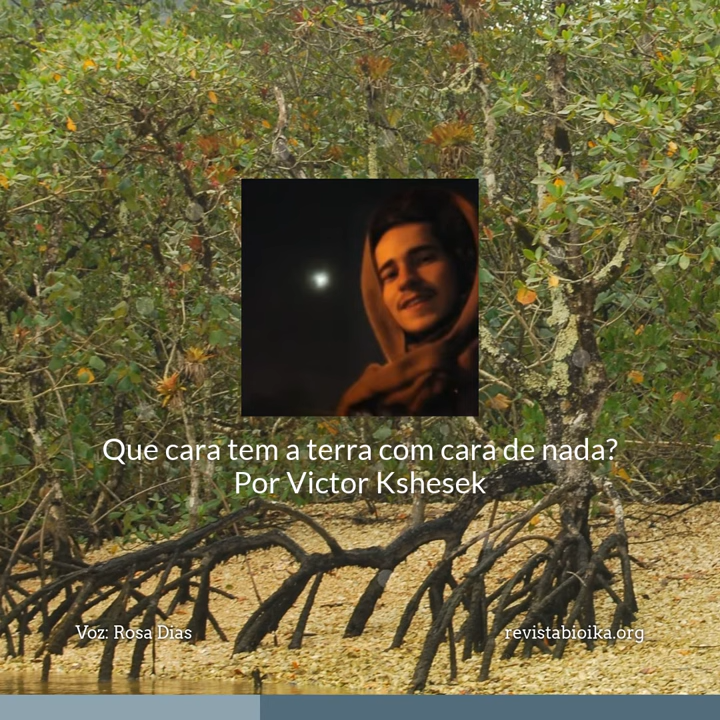 Que cara tem a terra com cara de nada?
Por Victor Kshesek
Voz: Rosa Dias
revistabioika.org